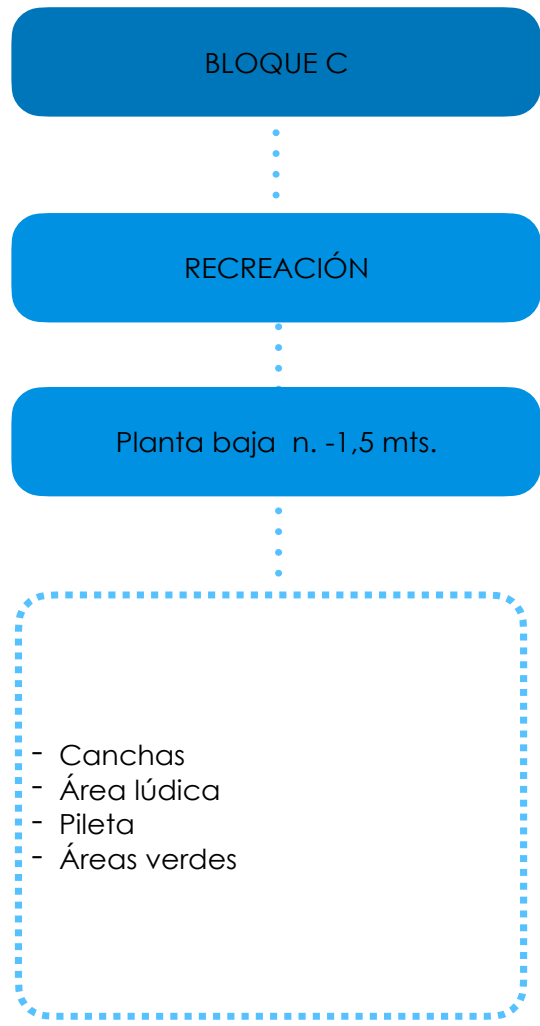 BLOQUE C
RECREACIÓN
Planta baja  n. -1,5 mts.
- Canchas
- Área lúdica
- Pileta
- Áreas verdes